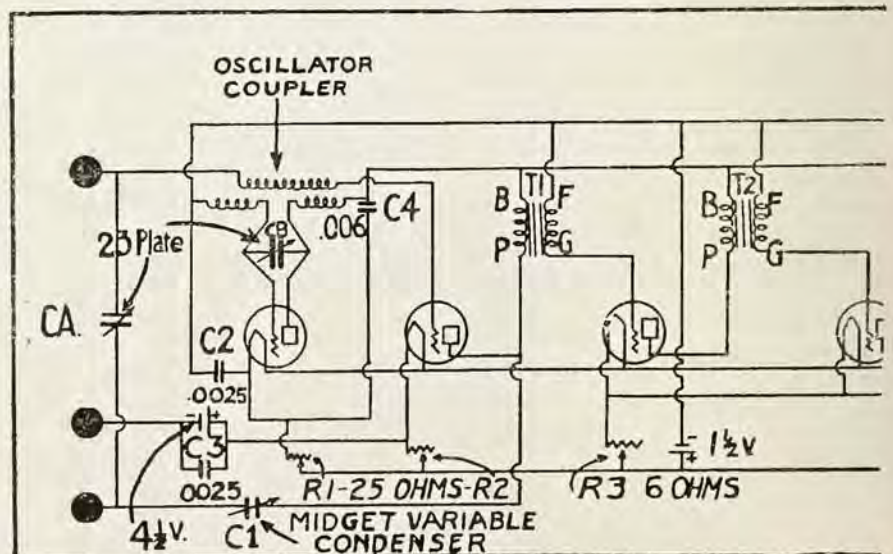 OSCILLATOR
COUPLER
23 Plate
CB
.006
C4
B
T1
F
P
G
B
T2
F
P
G
CA.
C2
.0025
- +
C3
.0025
4½V.
C1
R1-25 OHMS-R2
MIDGET VARIABLE
CONDENSER
R3 6 OHMS
-
+
1½V.